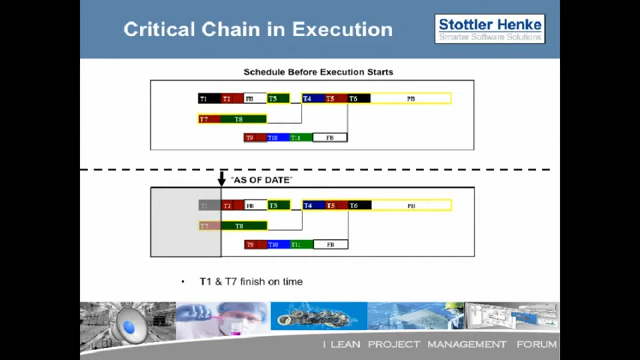 Critical Chain in Execution
Stottler Henke
Smarter Software Solutions
Schedule Before Execution Starts
T1 T2 FB T3 T4 T5 T6 PB
T7 T8
T9 T10 T11 FB
"AS OF DATE"
T1 T2 FB T3 T4 T5 T6 PB
T7 T8
T9 T10 T11 FB
• T1 & T7 finish on time
I LEAN PROJECT MANAGEMENT FORUM